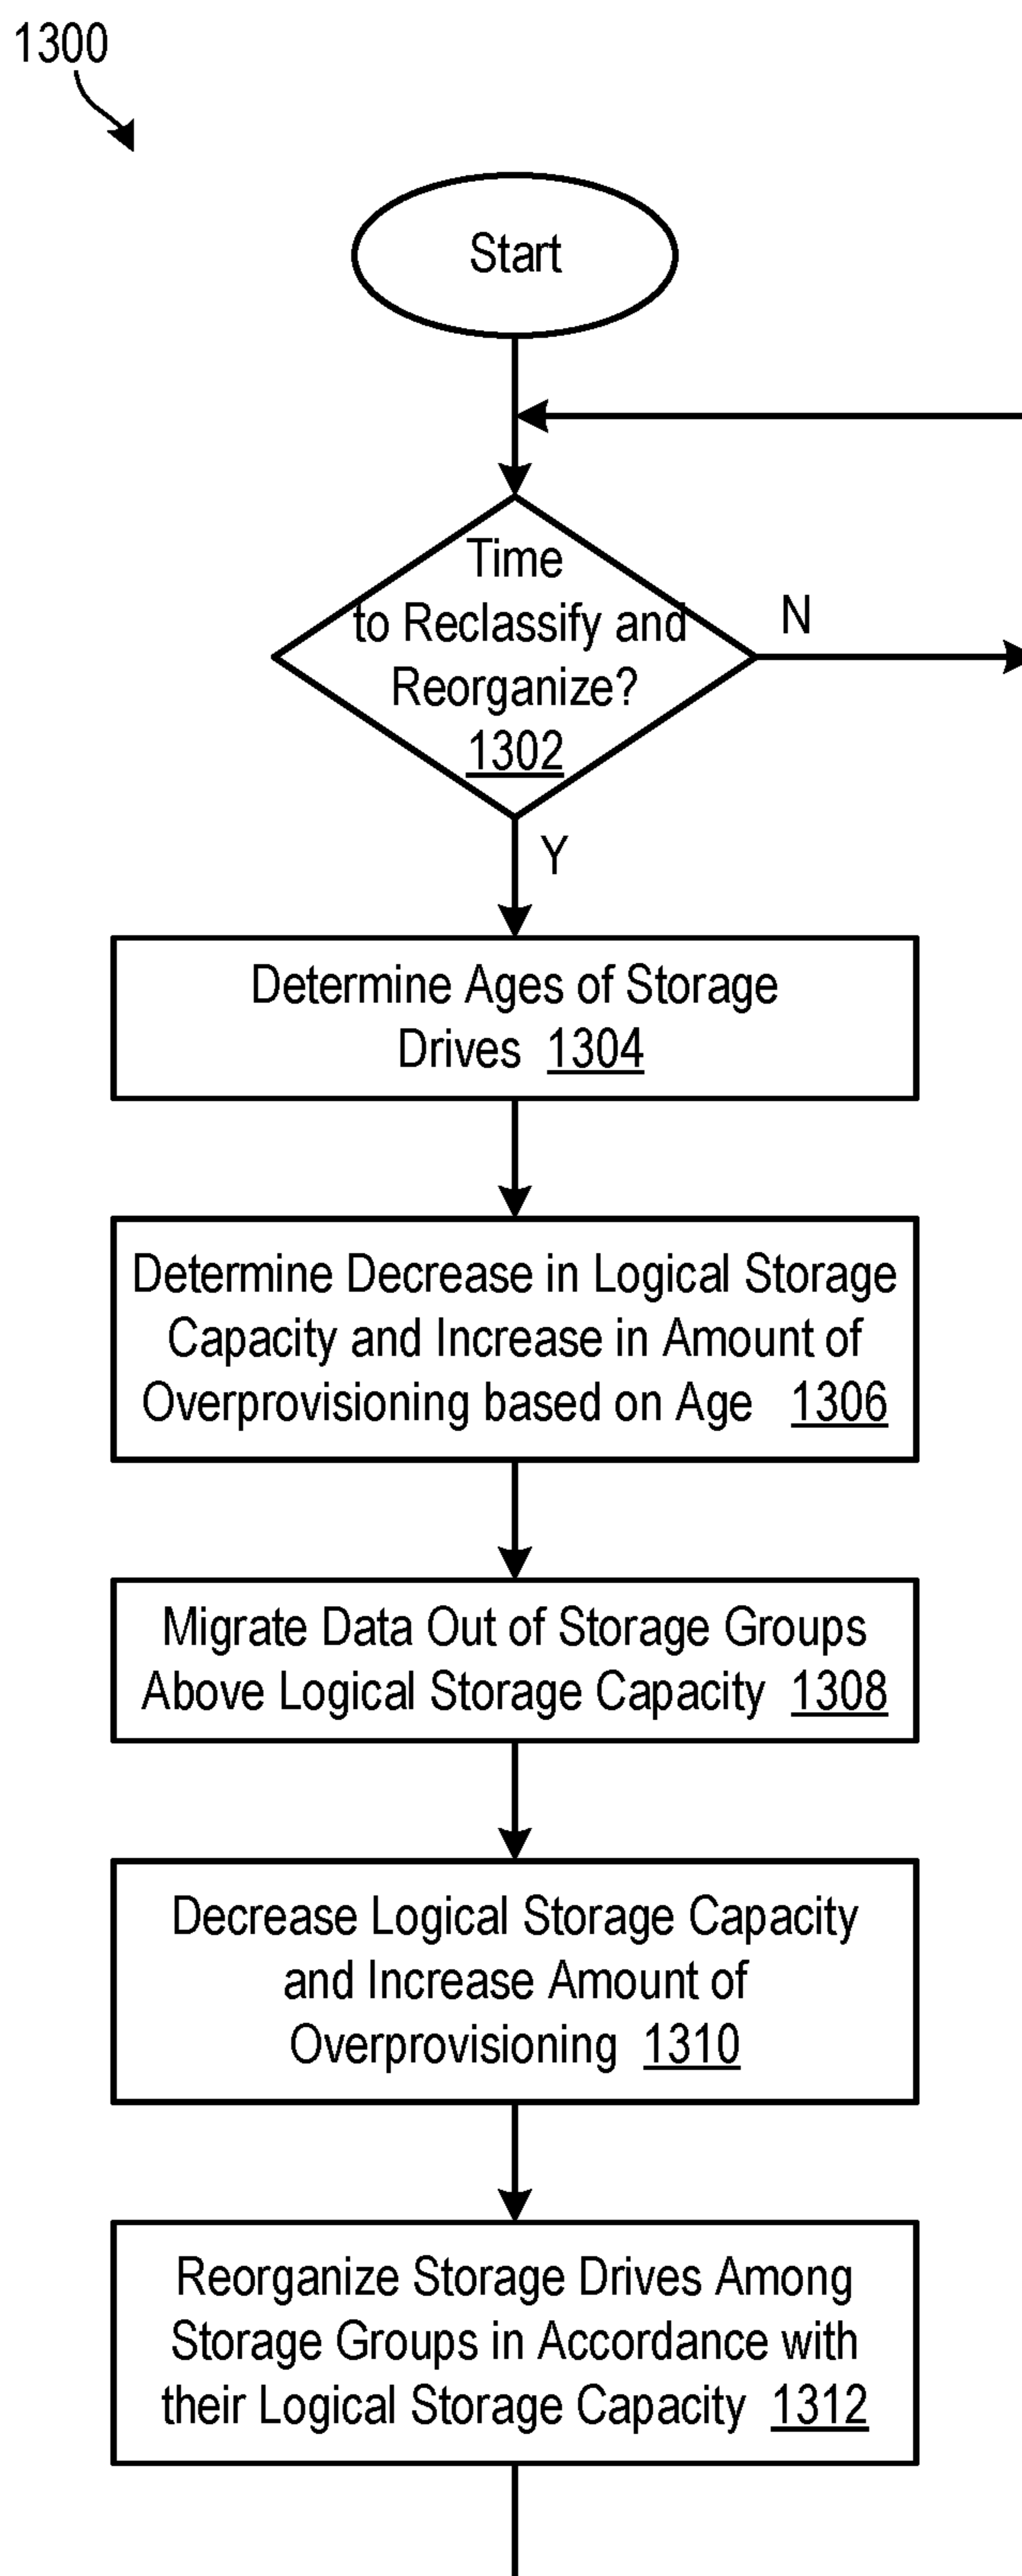 1300
Start
Time
to Reclassify and
Reorganize?
1302
N
Y
Determine Ages of Storage
Drives 1304
Determine Decrease in Logical Storage
Capacity and Increase in Amount of
Overprovisioning based on Age 1306
Migrate Data Out of Storage Groups
Above Logical Storage Capacity 1308
Decrease Logical Storage Capacity
and Increase Amount of
Overprovisioning 1310
Reorganize Storage Drives Among
Storage Groups in Accordance with
their Logical Storage Capacity 1312